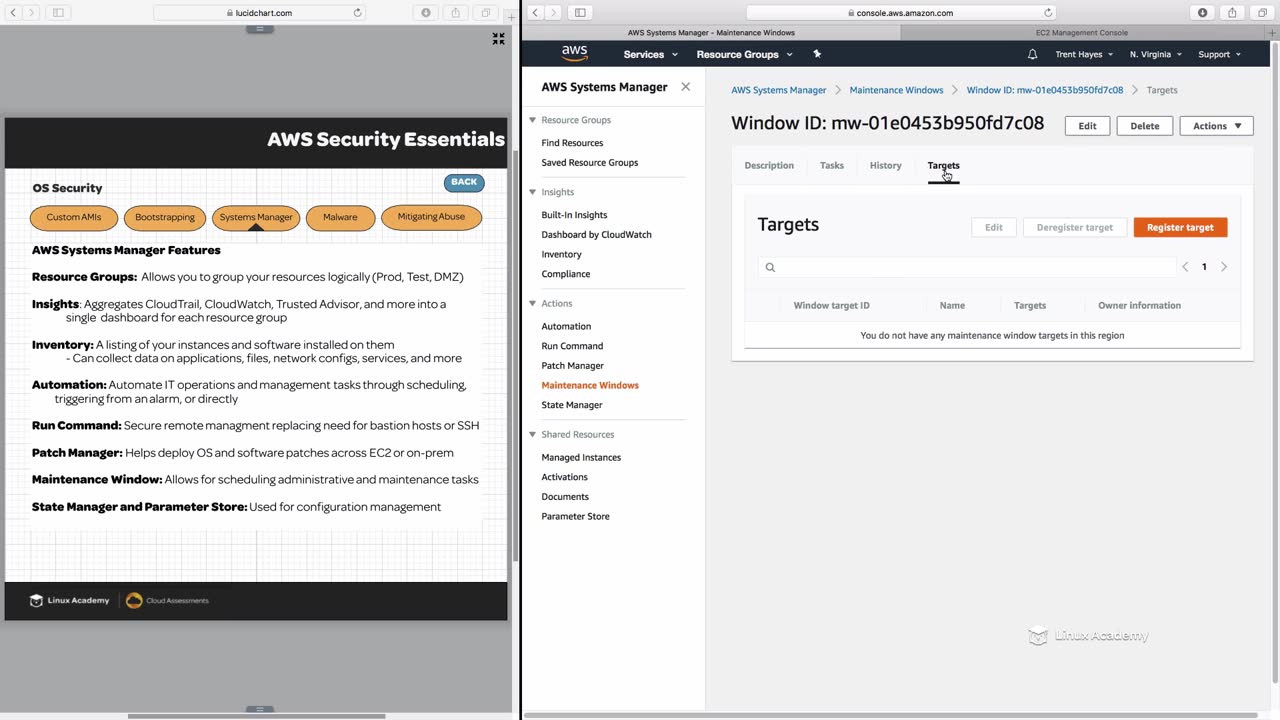 lucidchart.com
AWS Security Essentials
OS Security
BACK
Custom AMIs
Bootstrapping
Systems Manager
Malware
Mitigating Abuse
AWS Systems Manager Features
Resource Groups: Allows you to group your resources logically (Prod, Test, DMZ)
Insights: Aggregates CloudTrail, CloudWatch, Trusted Advisor, and more into a
single dashboard for each resource group
Inventory: A listing of your instances and software installed on them
- Can collect data on applications, files, network configs, services, and more
Automation: Automate IT operations and management tasks through scheduling,
triggering from an alarm, or directly
Run Command: Secure remote managment replacing need for bastion hosts or SSH
Patch Manager: Helps deploy OS and software patches across EC2 or on-prem
Maintenance Window: Allows for scheduling administrative and maintenance tasks
State Manager and Parameter Store: Used for configuration management
Linux Academy
Cloud Assessments
console.aws.amazon.com
AWS Systems Manager - Maintenance Windows
EC2 Management Console
aws
Services
Resource Groups
Trent Hayes
N. Virginia
Support
AWS Systems Manager
Resource Groups
Find Resources
Saved Resource Groups
Insights
Built-In Insights
Dashboard by CloudWatch
Inventory
Compliance
Actions
Automation
Run Command
Patch Manager
Maintenance Windows
State Manager
Shared Resources
Managed Instances
Activations
Documents
Parameter Store
AWS Systems Manager > Maintenance Windows > Window ID: mw-01e0453b950fd7c08 > Targets
Window ID: mw-01e0453b950fd7c08
Edit
Delete
Actions
Description
Tasks
History
Targets
Targets
Edit
Deregister target
Register target
1
Window target ID
Name
Targets
Owner information
You do not have any maintenance window targets in this region
Linux Academy